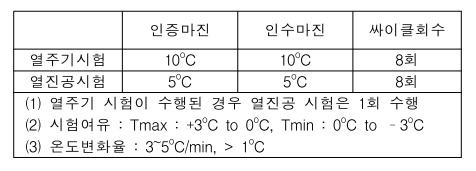 인증마진 인수마진 싸이클회수
열주기시험 10°C 10°C 8회
열진공시험 5°C 5°C 8회
(1) 열주기 시험이 수행된 경우 열진공 시험은 1회 수행
(2) 시험여유 : Tmax : +3°C to 0°C, Tmin : 0°C to -3°C
(3) 온도변화율 : 3~5°C/min, > 1°C